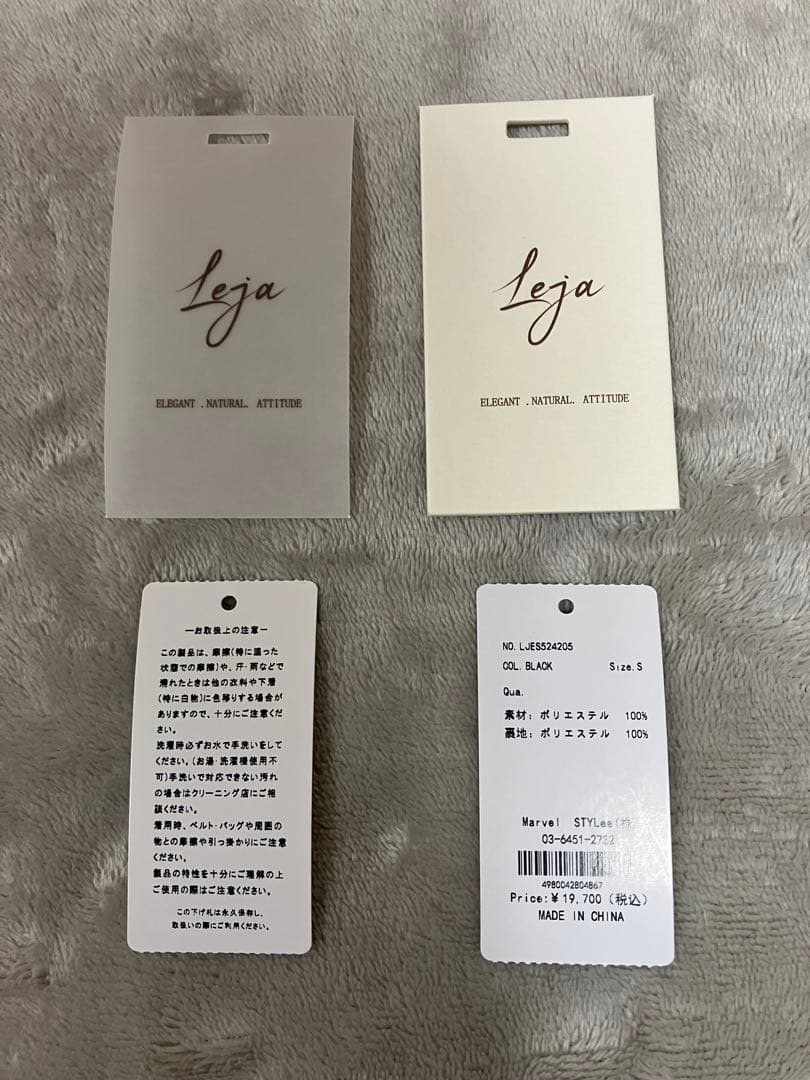 Leja
ELEGANT .NATURAL. ATTITUDE
Leja
ELEGANT .NATURAL. ATTITUDE
―お取扱上の注意―
この製品は、摩擦(特に湿った
状態での摩擦)や、汗・雨などで
濡れたときは他の衣料や下着
(特に白物)に色移りする場合が
ありますので、十分にご注意くだ
さい。
洗濯時必ずお水で手洗いをして
ください。(お湯・洗濯機使用不
可)手洗いで対応できない汚れ
の場合はクリーニング店にご相
談ください。
着用時、ベルト・バッグや周囲の
物との摩擦や引っ掛かりにご注意
ください。
製品の特性を十分にご理解の上
ご使用の際はご注意ください。
この下げ札は永久保存し、
取扱いの際にご利用ください。
NO. LJES524205
COL. BLACK Size. S
Qua.
素材: ポリエステル 100%
裏地: ポリエステル 100%
Marvel STYLee(株)
03-6451-2732
4980042804867
Price:¥ 19,700 (税込)
MADE IN CHINA